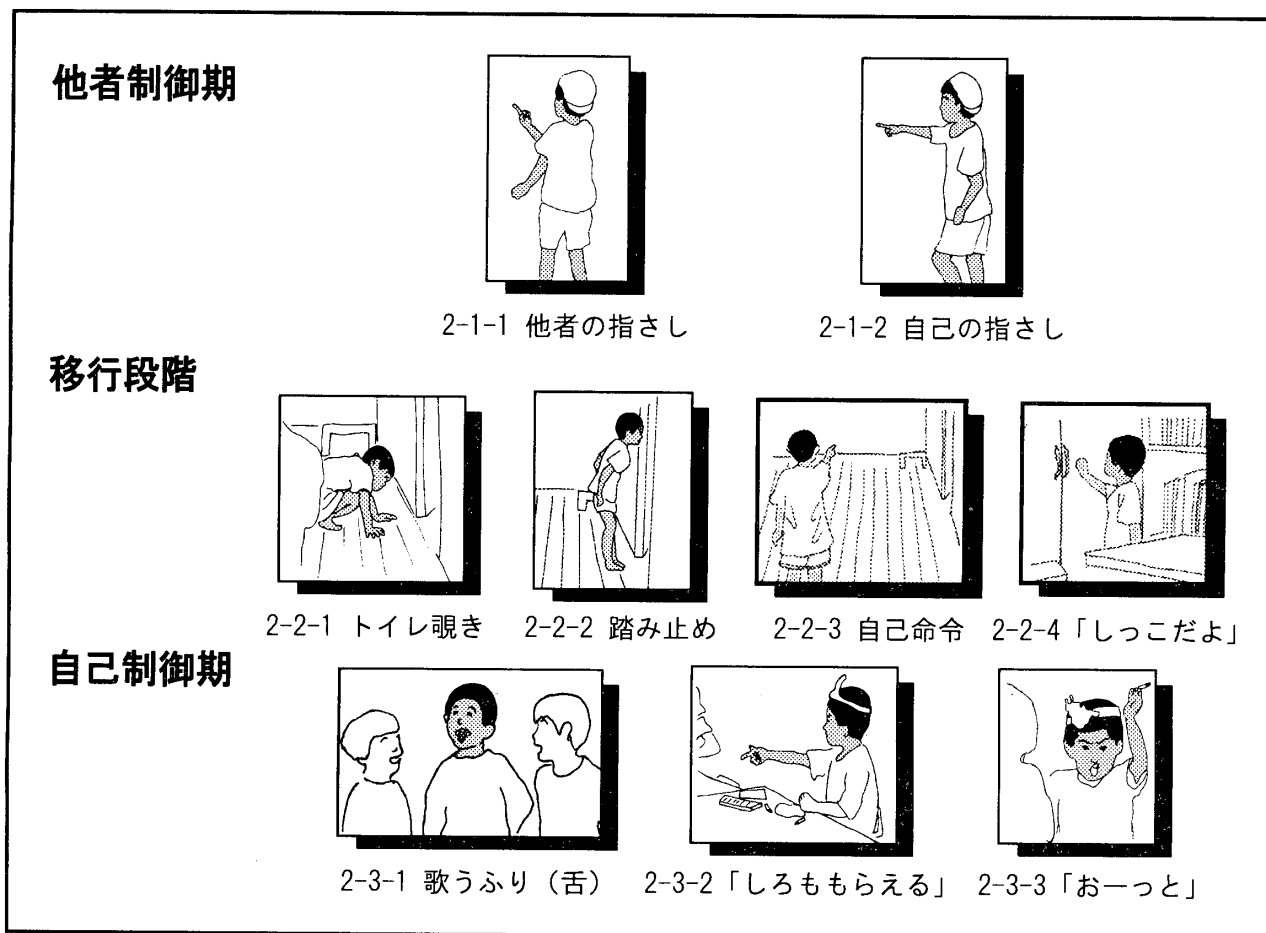 他者制御期
2-1-1 他者の指さし
2-1-2 自己の指さし
移行段階
2-2-1 トイレ覗き
2-2-2 踏み止め
2-2-3 自己命令
2-2-4「しっこだよ」
自己制御期
2-3-1 歌うふり（舌）
2-3-2「しろももらえる」
2-3-3「おーっと」